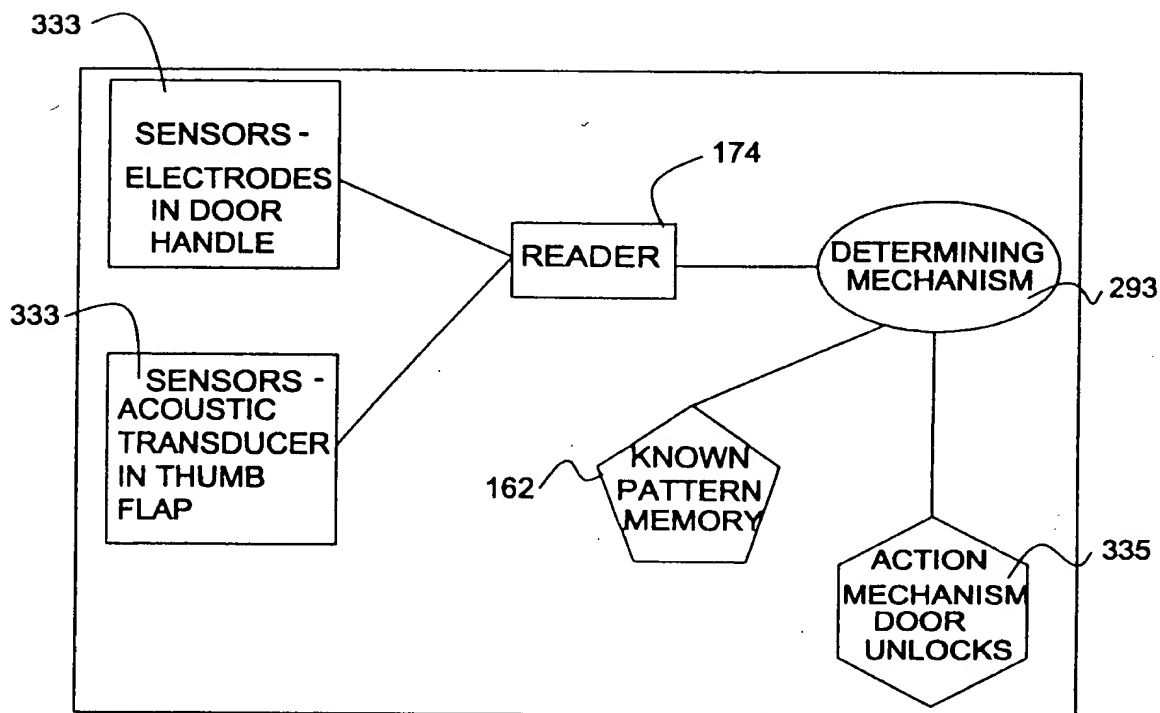 333
SENSORS -
ELECTRODES
IN DOOR
HANDLE
174
READER
DETERMINING
MECHANISM
293
333
SENSORS -
ACOUSTIC
TRANSDUCER
IN THUMB
FLAP
162
KNOWN
PATTERN
MEMORY
335
ACTION
MECHANISM
DOOR
UNLOCKS